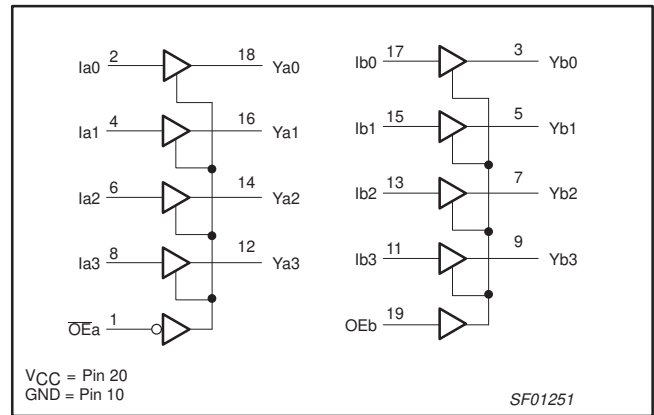 Ia0 2 18 Ya0
Ia1 4 16 Ya1
Ia2 6 14 Ya2
Ia3 8 12 Ya3
O̅E̅a 1
Ib0 17 3 Yb0
Ib1 15 5 Yb1
Ib2 13 7 Yb2
Ib3 11 9 Yb3
OEb 19
VCC = Pin 20
GND = Pin 10
SF01251